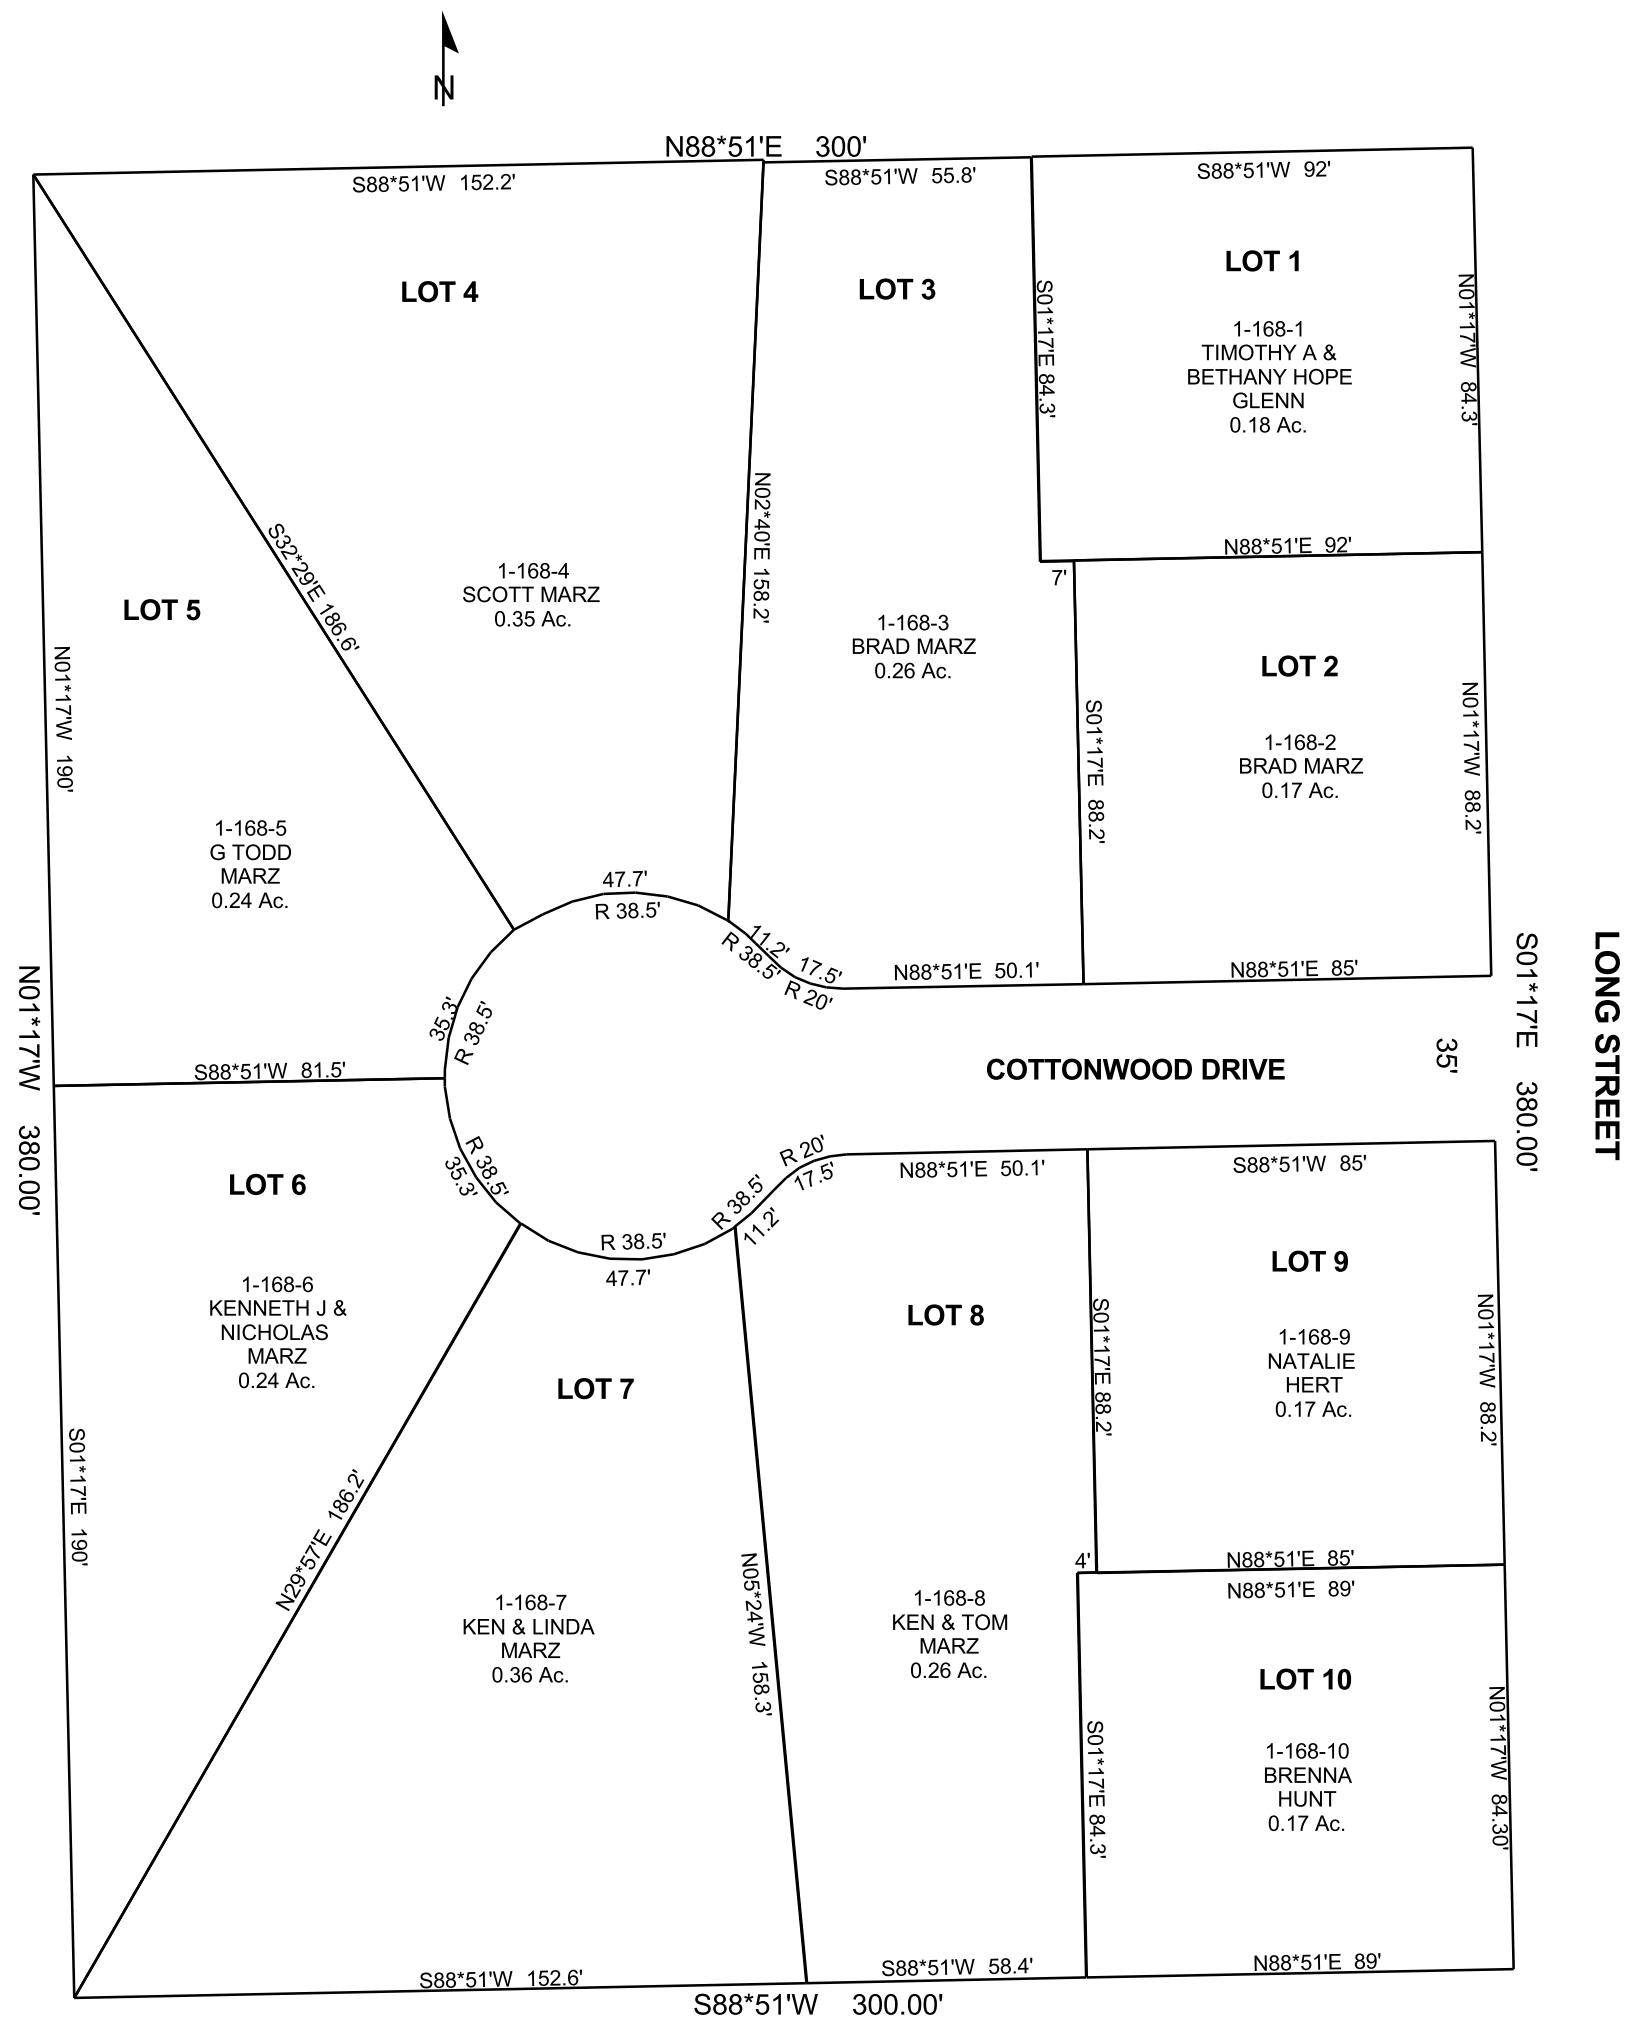 N
N88*51'E 300'
S88*51'W 152.2'
S88*51'W 55.8'
S88*51'W 92'
LOT 4
LOT 3
LOT 1
S01*17'E 84.3'
N01*17'W 84.3'
1-168-1
TIMOTHY A &
BETHANY HOPE
GLENN
0.18 Ac.
N02*40'E 158.2'
S32*29'E 186.6'
N88*51'E 92'
7'
1-168-4
SCOTT MARZ
0.35 Ac.
LOT 5
1-168-3
BRAD MARZ
0.26 Ac.
LOT 2
N01*17'W 190'
S01*17'E 88.2'
N01*17'W 88.2'
1-168-2
BRAD MARZ
0.17 Ac.
1-168-5
G TODD
MARZ
0.24 Ac.
47.7'
R 38.5'
11.2'
R 38.5'
17.5'
R 20'
N88*51'E 50.1'
N88*51'E 85'
35.3'
R 38.5'
N01*17'W 380.00'
S01*17'E 380.00'
LONG STREET
S88*51'W 81.5'
COTTONWOOD DRIVE
35'
R 38.5'
35.3'
R 20'
17.5'
N88*51'E 50.1'
S88*51'W 85'
LOT 6
R 38.5'
11.2'
R 38.5'
47.7'
LOT 9
1-168-6
KENNETH J &
NICHOLAS
MARZ
0.24 Ac.
LOT 8
S01*17'E 88.2'
1-168-9
NATALIE
HERT
0.17 Ac.
N01*17'W 88.2'
LOT 7
S01*17'E 190'
N29*57'E 186.2'
N05*24'W 158.3'
4'
N88*51'E 85'
N88*51'E 89'
1-168-7
KEN & LINDA
MARZ
0.36 Ac.
1-168-8
KEN & TOM
MARZ
0.26 Ac.
LOT 10
S01*17'E 84.3'
1-168-10
BRENNA
HUNT
0.17 Ac.
N01*17'W 84.30'
S88*51'W 152.6'
S88*51'W 58.4'
N88*51'E 89'
S88*51'W 300.00'